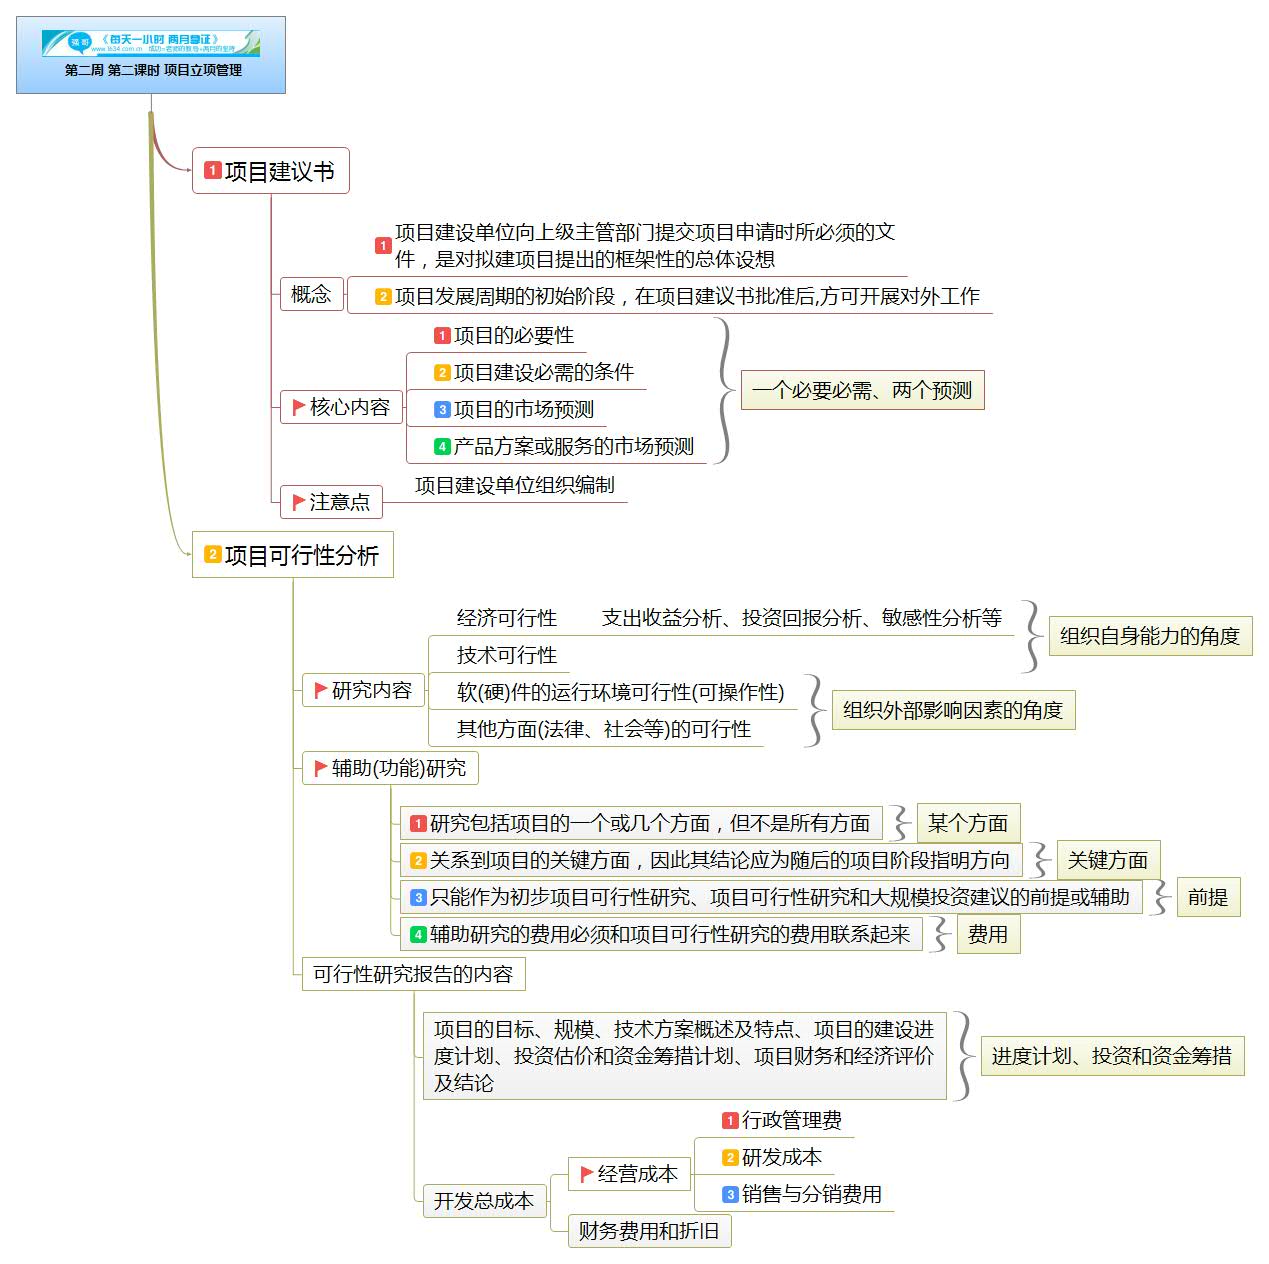 强哥
《每天一小时 两月拿证》
第二周 第二课时 项目立项管理
1 项目建议书
概念
1 项目建设单位向上级主管部门提交项目申请时所必须的文
件，是对拟建项目提出的框架性的总体设想
2 项目发展周期的初始阶段，在项目建议书批准后,方可开展对外工作
核心内容
1 项目的必要性
2 项目建设必需的条件
3 项目的市场预测
4 产品方案或服务的市场预测
一个必要必需、两个预测
注意点
项目建设单位组织编制
2 项目可行性分析
研究内容
经济可行性 支出收益分析、投资回报分析、敏感性分析等
技术可行性
组织自身能力的角度
软(硬)件的运行环境可行性(可操作性)
其他方面(法律、社会等)的可行性
组织外部影响因素的角度
辅助(功能)研究
1 研究包括项目的一个或几个方面，但不是所有方面
某个方面
2 关系到项目的关键方面，因此其结论应为随后的项目阶段指明方向
关键方面
3 只能作为初步项目可行性研究、项目可行性研究和大规模投资建议的前提或辅助
前提
4 辅助研究的费用必须和项目可行性研究的费用联系起来
费用
可行性研究报告的内容
项目的目标、规模、技术方案概述及特点、项目的建设进
度计划、投资估价和资金筹措计划、项目财务和经济评价
及结论
进度计划、投资和资金筹措
开发总成本
经营成本
1 行政管理费
2 研发成本
3 销售与分销费用
财务费用和折旧